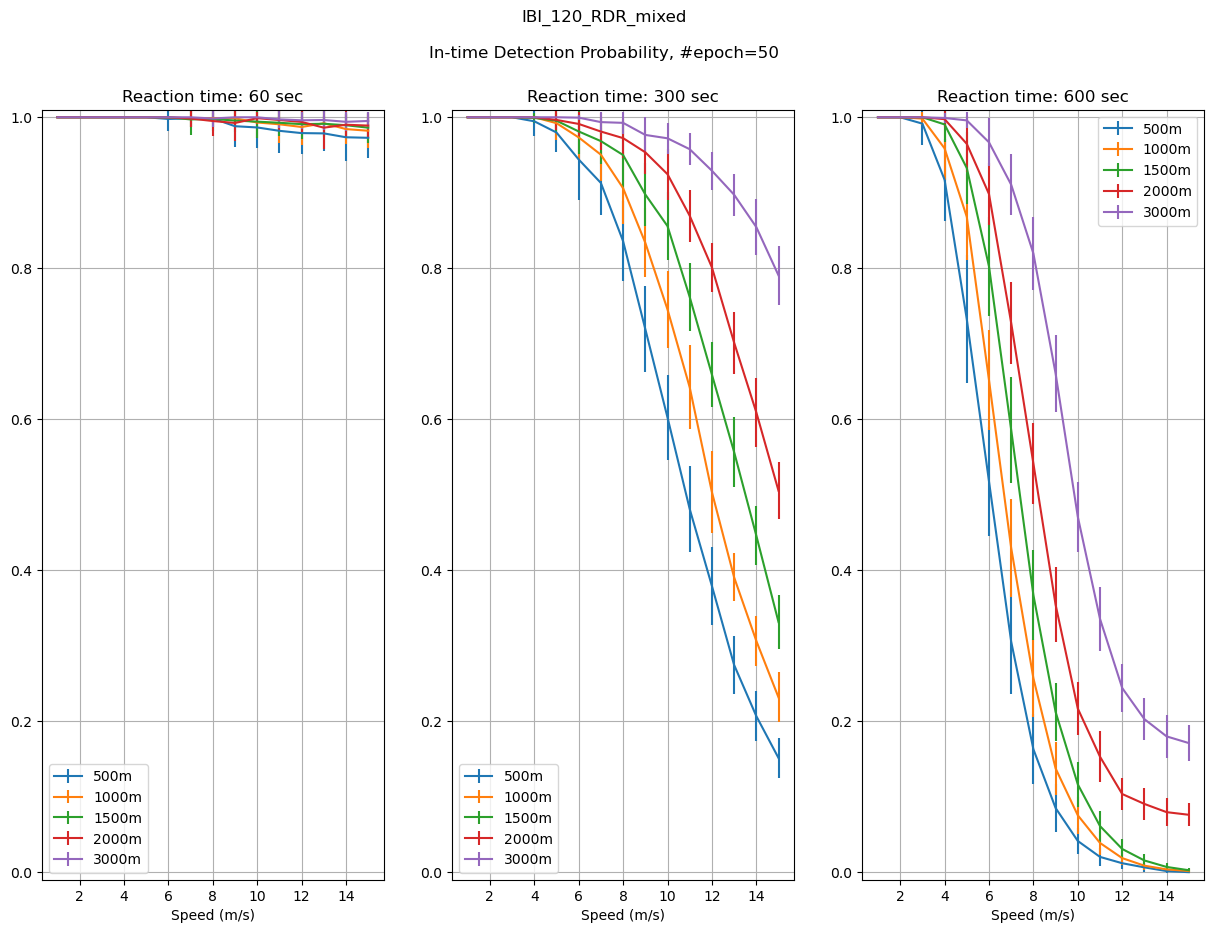 IBI_120_RDR_mixed
In-time Detection Probability, #epoch=50
Reaction time: 60 sec
1.0
0.8
0.6
0.4
0.2
0.0
500m
1000m
1500m
2000m
3000m
2 4 6 8 10 12 14
Speed (m/s)
Reaction time: 300 sec
1.0
0.8
0.6
0.4
0.2
0.0
500m
1000m
1500m
2000m
3000m
2 4 6 8 10 12 14
Speed (m/s)
Reaction time: 600 sec
1.0
0.8
0.6
0.4
0.2
0.0
500m
1000m
1500m
2000m
3000m
2 4 6 8 10 12 14
Speed (m/s)